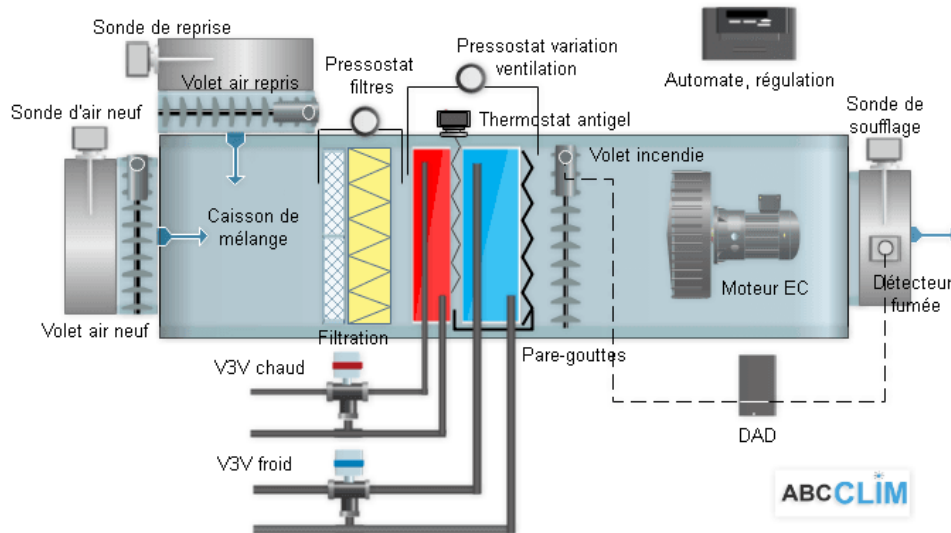 Sonde de reprise
Pressostat variation
ventilation
Pressostat
filtres
Automate, régulation
Volet air repris
Sonde d'air neuf
Thermostat antigel
Sonde de
soufflage
Volet incendie
Caisson de
mélange
Moteur EC
Détecteur
fumée
Volet air neuf
Filtration
Pare-gouttes
V3V chaud
DAD
V3V froid
ABC CLIM